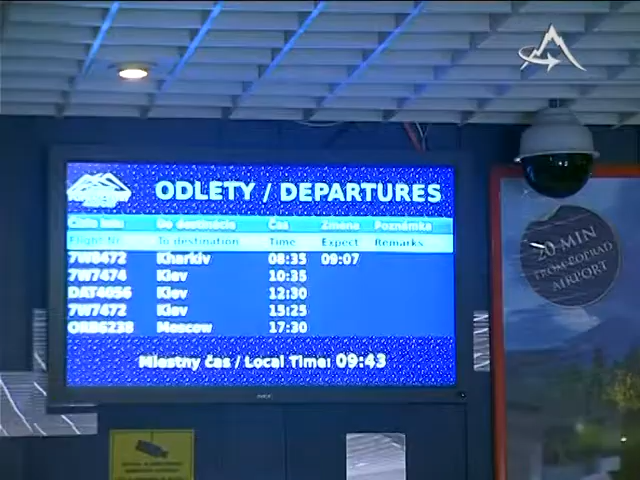 ODLETY / DEPARTURES
Číslo letu Do destinácie Čas Zmena Poznámka
Flight Nr. To destination Time Expect Remarks
7W8472 Kharkiv 08:35 09:07
7W7474 Kiev 10:35
DAT4056 Kiev 12:30
7W7472 Kiev 15:25
ORB6238 Moscow 17:30
Miestny čas / Local Time: 09:43
20 MIN
FROM POPRAD
AIRPORT